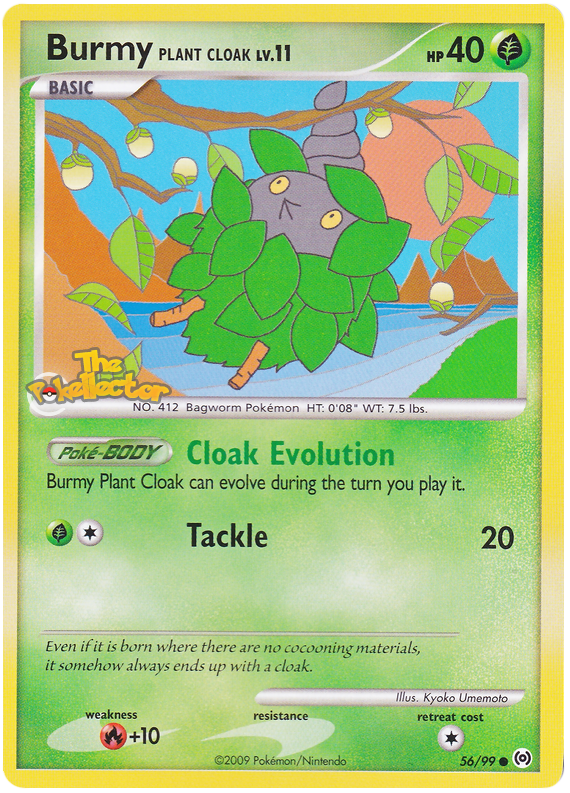 Burmy PLANT CLOAK LV.11 HP 40
BASIC
The
Pokellector
NO. 412 Bagworm Pokémon HT: 0'08" WT: 7.5 lbs.
Poké-BODY Cloak Evolution
Burmy Plant Cloak can evolve during the turn you play it.
Tackle 20
Even if it is born where there are no cocooning materials,
it somehow always ends up with a cloak.
Illus. Kyoko Umemoto
weakness resistance retreat cost
+10
©2009 Pokémon/Nintendo 56/99